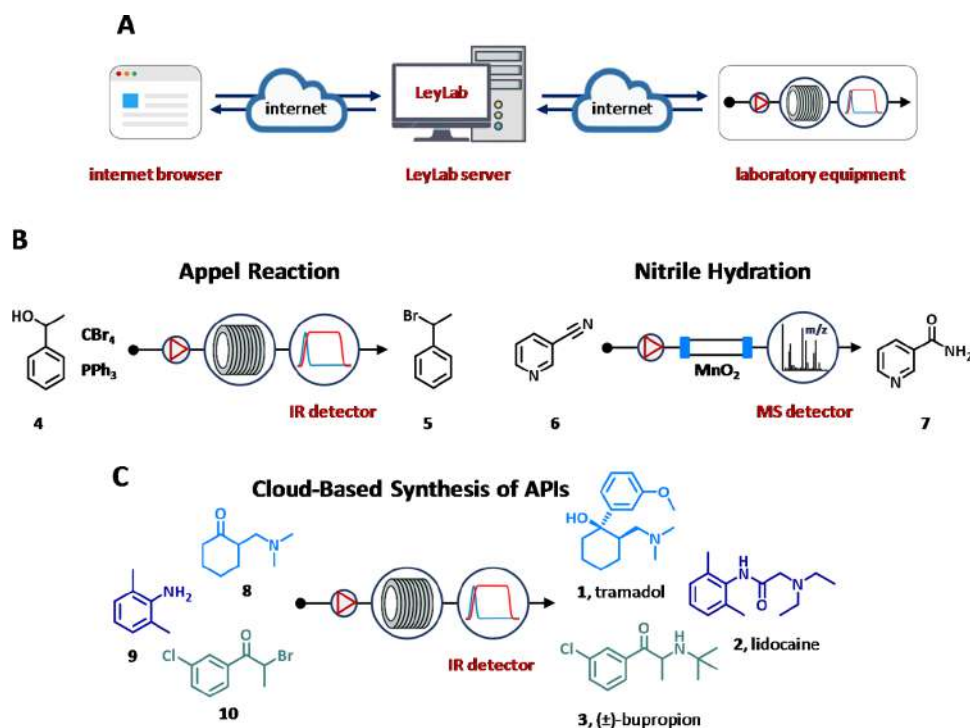 A
internet
LeyLab
internet
internet browser
LeyLab server
laboratory equipment
B
Appel Reaction
Nitrile Hydration
HO
CBr4
PPh3
Br
N
N
m/z
MnO2
O
NH2
N
IR detector
MS detector
4
5
6
7
C
Cloud-Based Synthesis of APIs
O
N
8
NH2
9
O
Cl
Br
10
IR detector
O
HO
N
1, tramadol
H
N
O
N
2, lidocaine
Cl
O
H
N
3, (±)-bupropion